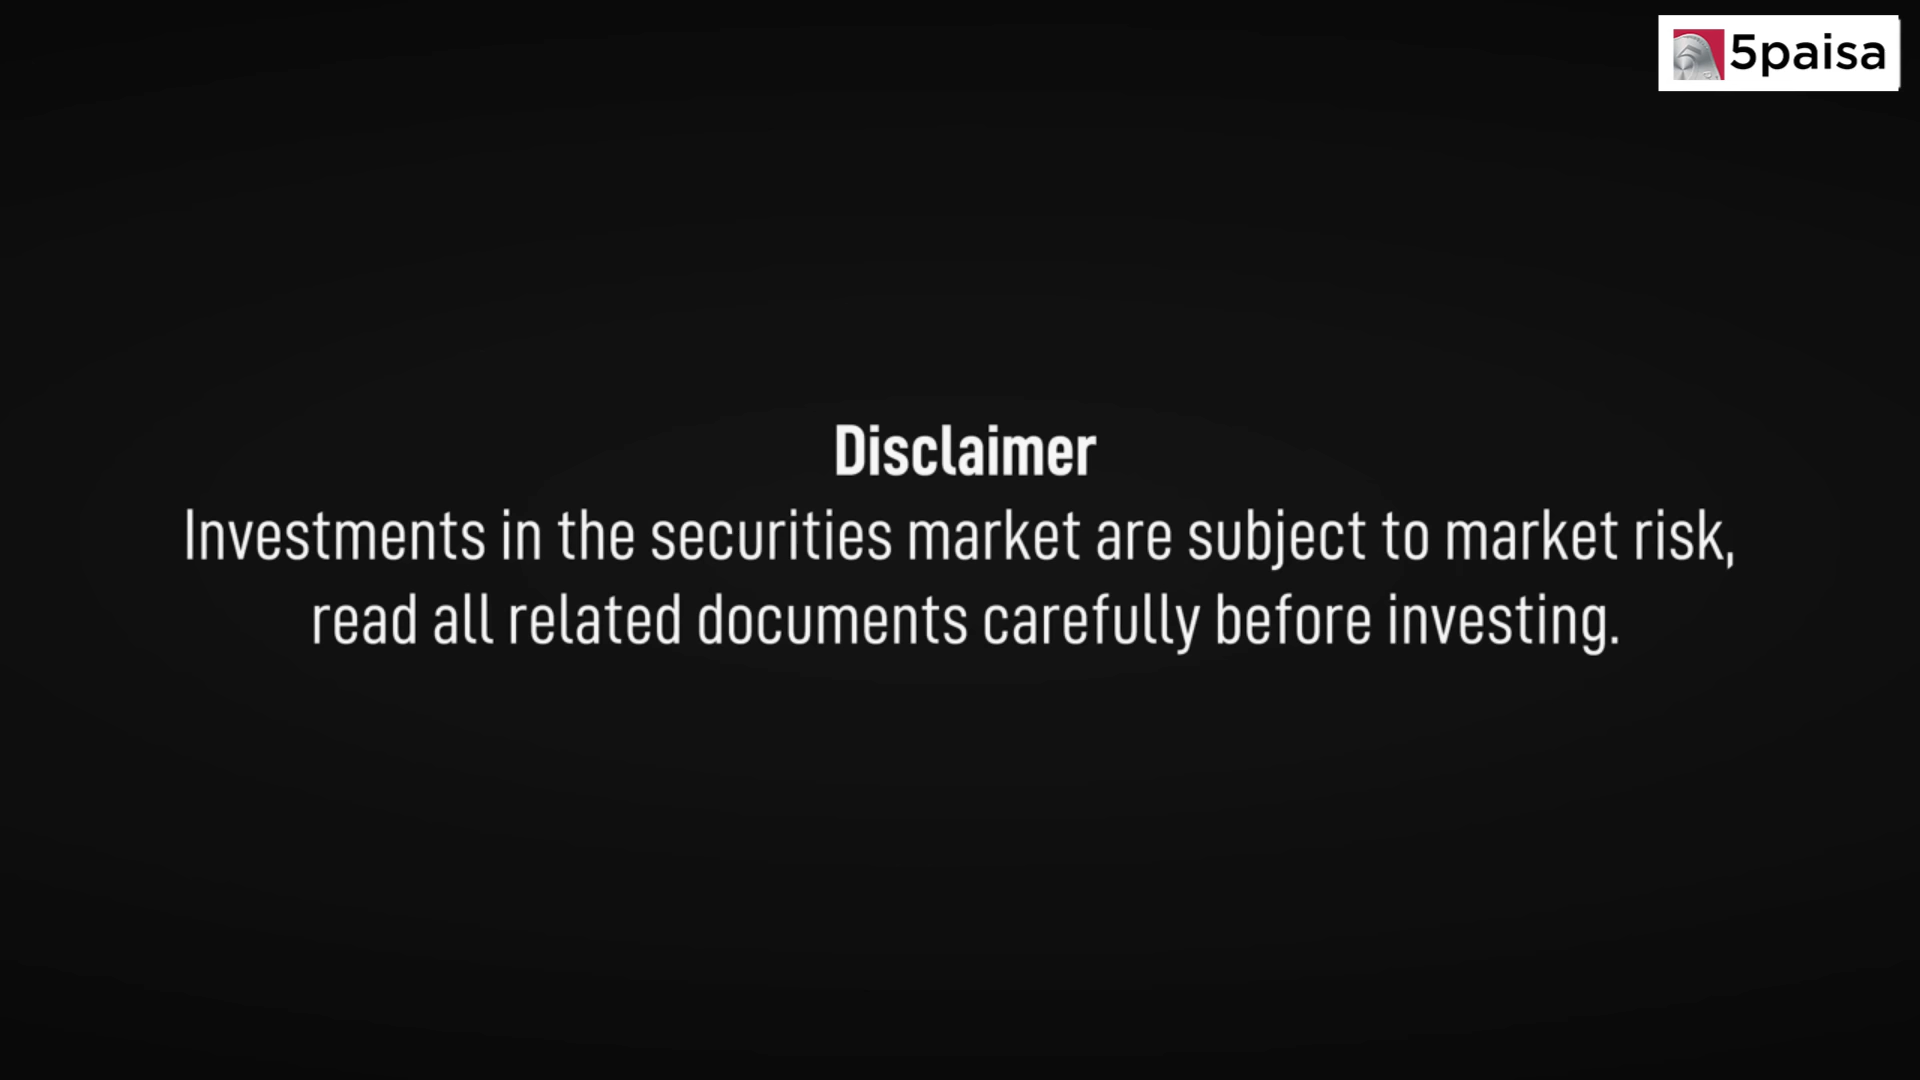 5paisa
Disclaimer
Investments in the securities market are subject to market risk,
read all related documents carefully before investing.